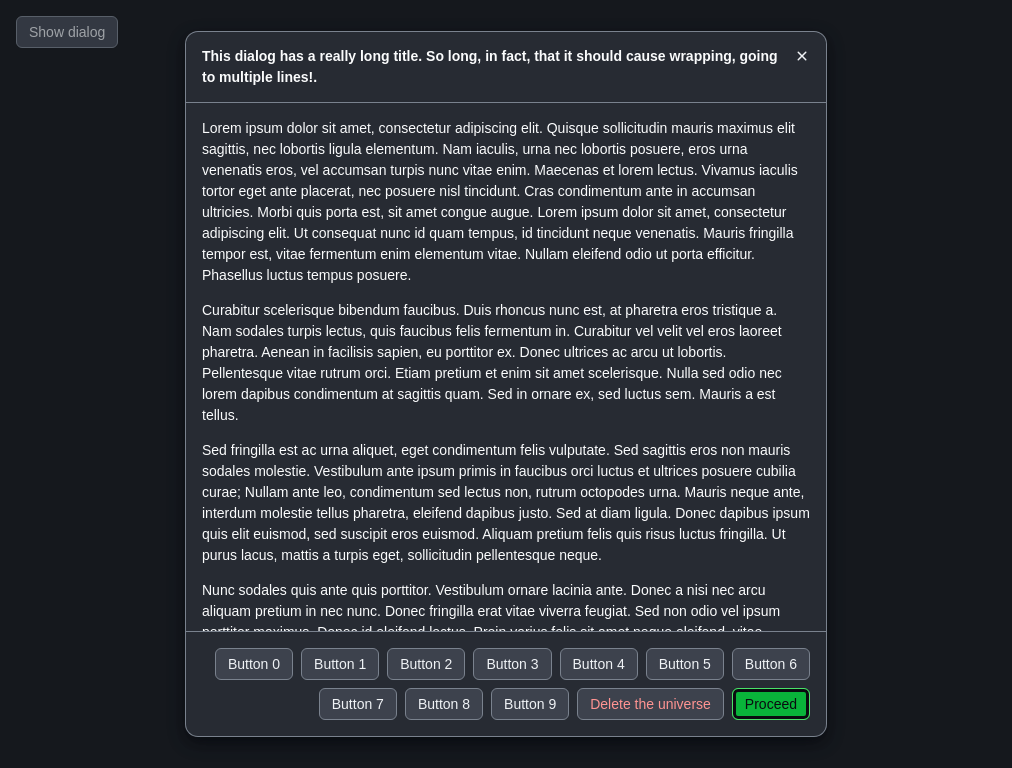 Show dialog
This dialog has a really long title. So long, in fact, that it should cause wrapping, going
to multiple lines!.
✕
Lorem ipsum dolor sit amet, consectetur adipiscing elit. Quisque sollicitudin mauris maximus elit
sagittis, nec lobortis ligula elementum. Nam iaculis, urna nec lobortis posuere, eros urna
venenatis eros, vel accumsan turpis nunc vitae enim. Maecenas et lorem lectus. Vivamus iaculis
tortor eget ante placerat, nec posuere nisl tincidunt. Cras condimentum ante in accumsan
ultricies. Morbi quis porta est, sit amet congue augue. Lorem ipsum dolor sit amet, consectetur
adipiscing elit. Ut consequat nunc id quam tempus, id tincidunt neque venenatis. Mauris fringilla
tempor est, vitae fermentum enim elementum vitae. Nullam eleifend odio ut porta efficitur.
Phasellus luctus tempus posuere.
Curabitur scelerisque bibendum faucibus. Duis rhoncus nunc est, at pharetra eros tristique a.
Nam sodales turpis lectus, quis faucibus felis fermentum in. Curabitur vel velit vel eros laoreet
pharetra. Aenean in facilisis sapien, eu porttitor ex. Donec ultrices ac arcu ut lobortis.
Pellentesque vitae rutrum orci. Etiam pretium et enim sit amet scelerisque. Nulla sed odio nec
lorem dapibus condimentum at sagittis quam. Sed in ornare ex, sed luctus sem. Mauris a est
tellus.
Sed fringilla est ac urna aliquet, eget condimentum felis vulputate. Sed sagittis eros non mauris
sodales molestie. Vestibulum ante ipsum primis in faucibus orci luctus et ultrices posuere cubilia
curae; Nullam ante leo, condimentum sed lectus non, rutrum octopodes urna. Mauris neque ante,
interdum molestie tellus pharetra, eleifend dapibus justo. Sed at diam ligula. Donec dapibus ipsum
quis elit euismod, sed suscipit eros euismod. Aliquam pretium felis quis risus luctus fringilla. Ut
purus lacus, mattis a turpis eget, sollicitudin pellentesque neque.
Nunc sodales quis ante quis porttitor. Vestibulum ornare lacinia ante. Donec a nisi nec arcu
aliquam pretium in nec nunc. Donec fringilla erat vitae viverra feugiat. Sed non odio vel ipsum
porttitor maximus. Donec id eleifend lectus. Proin varius felis sit amet neque eleifend, vitae
Button 0
Button 1
Button 2
Button 3
Button 4
Button 5
Button 6
Button 7
Button 8
Button 9
Delete the universe
Proceed